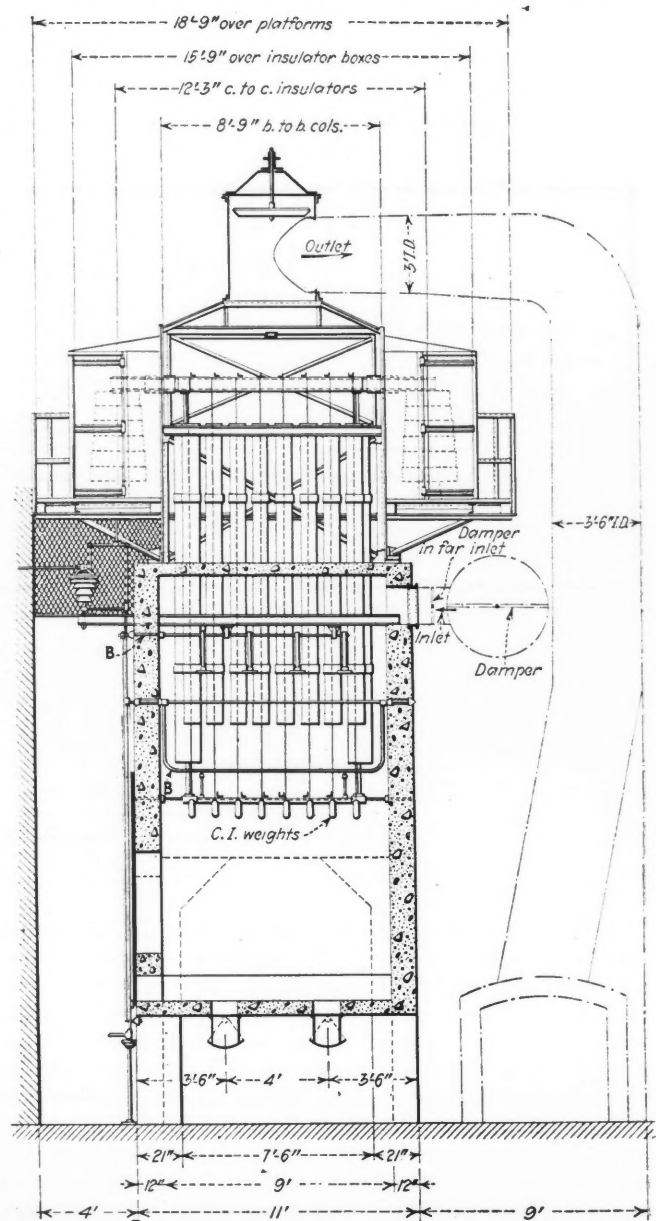 18'-9" over platforms
15'-9" over insulator boxes
12'-3" c. to c. insulators
8'-9" b. to b. cols.
Outlet
3' I.D.
3'-6" I.D.
Damper
in far inlet
Inlet
Damper
B
B
C. I. weights
3'-6" 4' 3'-6"
21" 7'-6" 21"
12" 9' 12"
4' 11' 9'